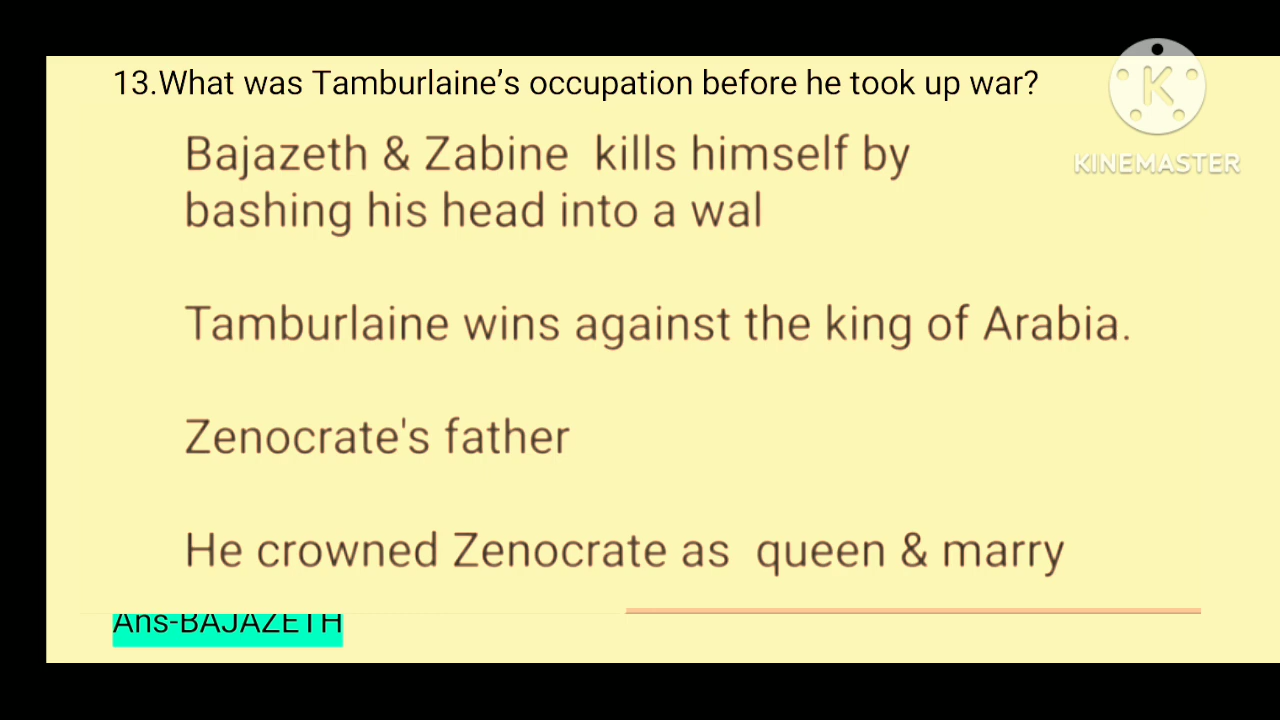 13.What was Tamburlaine’s occupation before he took up war?
Bajazeth & Zabine kills himself by
bashing his head into a wal
Tamburlaine wins against the king of Arabia.
Zenocrate's father
He crowned Zenocrate as queen & marry
Ans-BAJAZETH
K
KINEMASTER